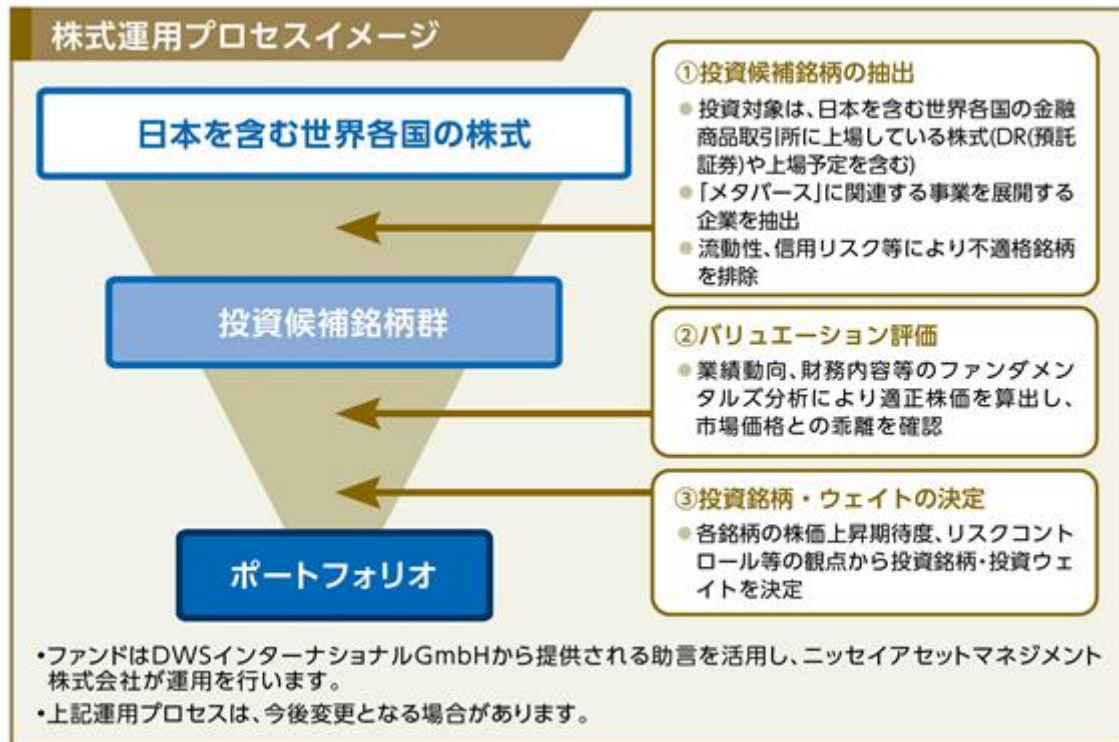 株式運用プロセスイメージ
日本を含む世界各国の株式
投資候補銘柄群
ポートフォリオ
①投資候補銘柄の抽出
● 投資対象は、日本を含む世界各国の金融
商品取引所に上場している株式(DR(預託
証券)や上場予定を含む)
● 「メタバース」に関連する事業を展開する
企業を抽出
● 流動性、信用リスク等により不適格銘柄
を排除
②バリュエーション評価
● 業績動向、財務内容等のファンダメン
タルズ分析により適正株価を算出し、
市場価格との乖離を確認
③投資銘柄・ウェイトの決定
● 各銘柄の株価上昇期待度、リスクコント
ロール等の観点から投資銘柄・投資ウェ
イトを決定
・ファンドはDWSインターナショナルGmbHから提供される助言を活用し、ニッセイアセットマネジメント
株式会社が運用を行います。
・上記運用プロセスは、今後変更となる場合があります。